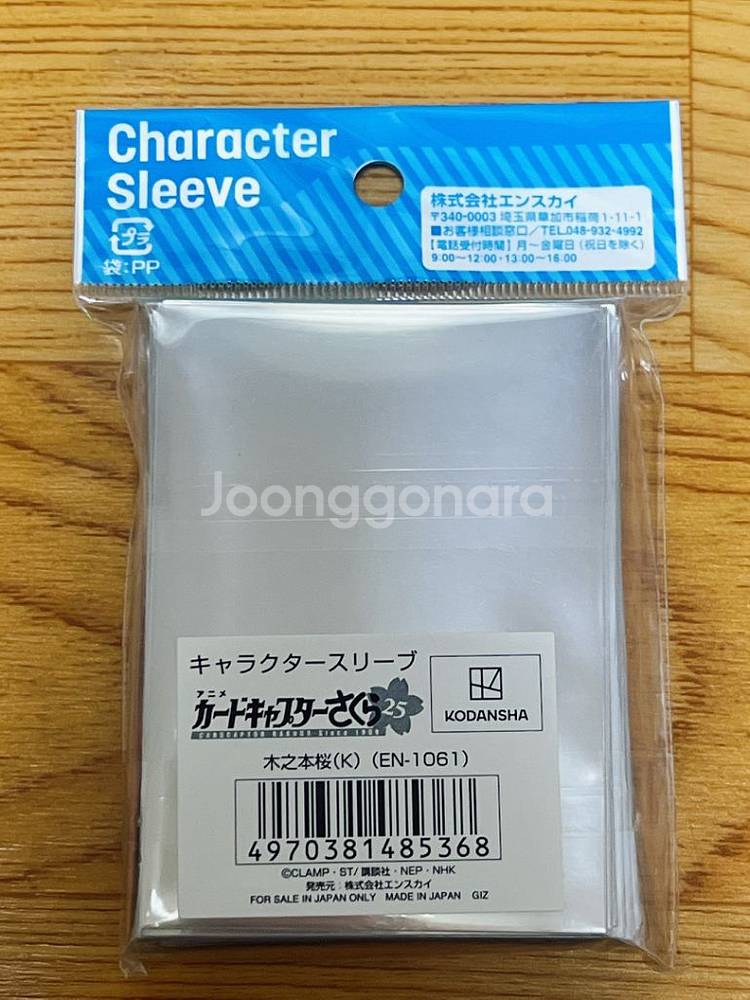 Character
Sleeve
プラ
袋:PP
株式会社エンスカイ
〒340-0003 埼玉県草加市稲荷1-11-1
■お客様相談窓口/TEL.048-932-4992
【電話受付時間】月〜金曜日(祝日を除く)
9:00〜12:00・13:00〜16:00
Joonggonara
キャラクタースリーブ
アニメ
カードキャプターさくら 25
CARDCAPTOR SAKURA Since 1998
KODANSHA
木之本桜(K)(EN-1061)
4970381485368
©CLAMP・ST/講談社・NEP・NHK
発売元:株式会社エンスカイ
FOR SALE IN JAPAN ONLY MADE IN JAPAN GIZ